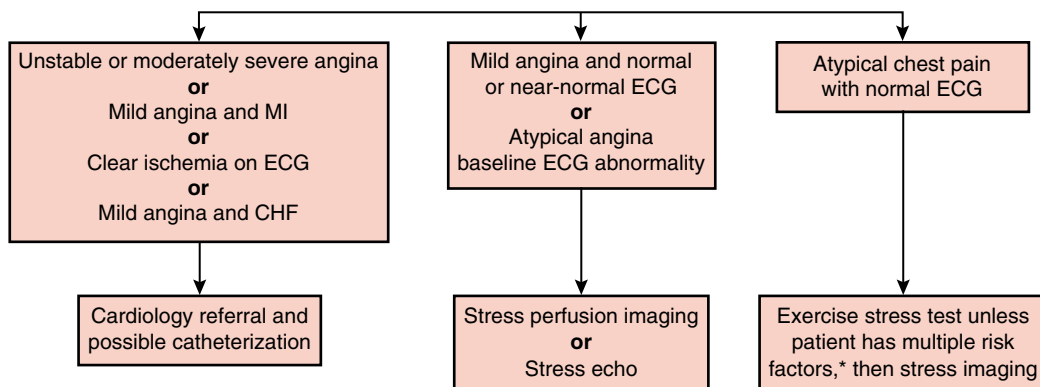 Unstable or moderately severe angina
or
Mild angina and MI
or
Clear ischemia on ECG
or
Mild angina and CHF
Mild angina and normal
or near-normal ECG
or
Atypical angina
baseline ECG abnormality
Atypical chest pain
with normal ECG
Cardiology referral and
possible catheterization
Stress perfusion imaging
or
Stress echo
Exercise stress test unless
patient has multiple risk
factors,* then stress imaging